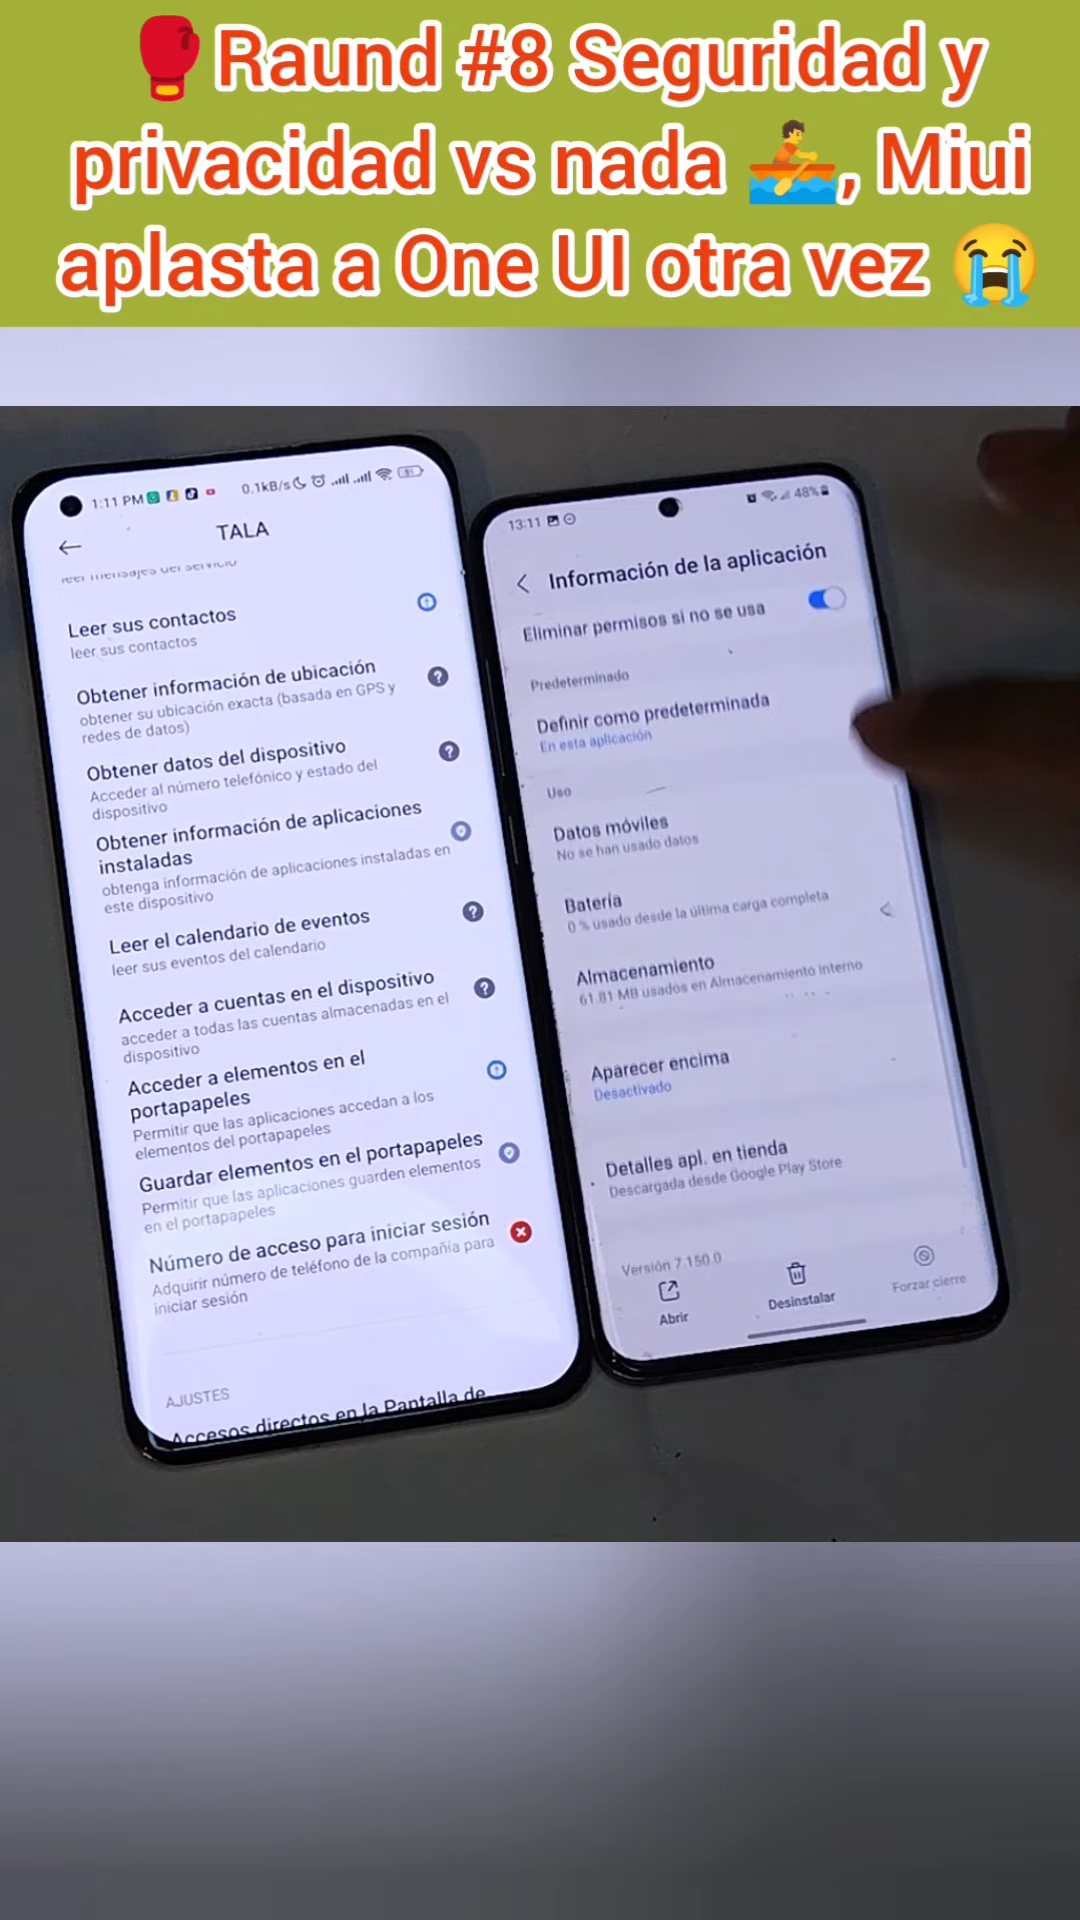 🥊Raund #8 Seguridad y
privacidad vs nada 🚣, Miui
aplasta a One UI otra vez 😭
1:11 PM
0.1kB/s
TALA
leer mensajes del servicio
Leer sus contactos
leer sus contactos
Obtener información de ubicación
obtener su ubicación exacta (basada en GPS y
redes de datos)
Obtener datos del dispositivo
Acceder al número telefónico y estado del
dispositivo
Obtener información de aplicaciones
instaladas
obtenga información de aplicaciones instaladas en
este dispositivo
Leer el calendario de eventos
leer sus eventos del calendario
Acceder a cuentas en el dispositivo
acceder a todas las cuentas almacenadas en el
dispositivo
Acceder a elementos en el
portapapeles
Permitir que las aplicaciones accedan a los
elementos del portapapeles
Guardar elementos en el portapapeles
Permitir que las aplicaciones guarden elementos
en el portapapeles
Número de acceso para iniciar sesión
Adquirir número de teléfono de la compañía para
iniciar sesión
AJUSTES
Accesos directos en la Pantalla de
13:11
48%
Información de la aplicación
Eliminar permisos si no se usa
Predeterminado
Definir como predeterminada
En esta aplicación
Uso
Datos móviles
No se han usado datos
Batería
0 % usado desde la última carga completa
Almacenamiento
61.81 MB usados en Almacenamiento interno
Aparecer encima
Desactivado
Detalles apl. en tienda
Descargada desde Google Play Store
Versión 7.150.0
Abrir
Desinstalar
Forzar cierre